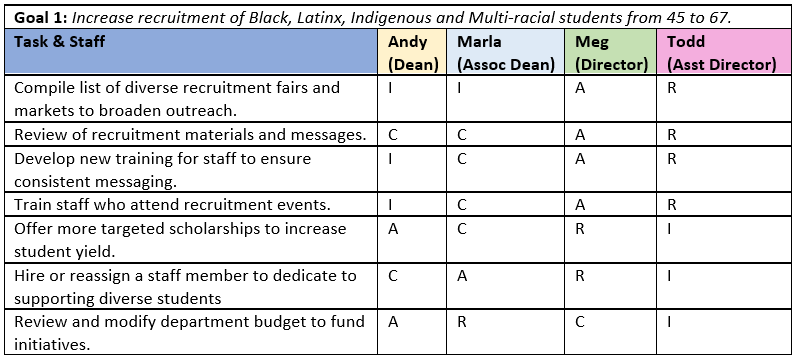 Goal 1: Increase recruitment of Black, Latinx, Indigenous and Multi-racial students from 45 to 67.
Task & Staff Andy Marla Meg Todd
(Dean) (Assoc Dean) (Director) (Asst Director)
Compile list of diverse recruitment fairs and I I A R
markets to broaden outreach.
Review of recruitment materials and messages. C C A R
Develop new training for staff to ensure I C A R
consistent messaging.
Train staff who attend recruitment events. I C A R
Offer more targeted scholarships to increase A C R I
student yield.
Hire or reassign a staff member to dedicate to C A R I
supporting diverse students
Review and modify department budget to fund A R C I
initiatives.